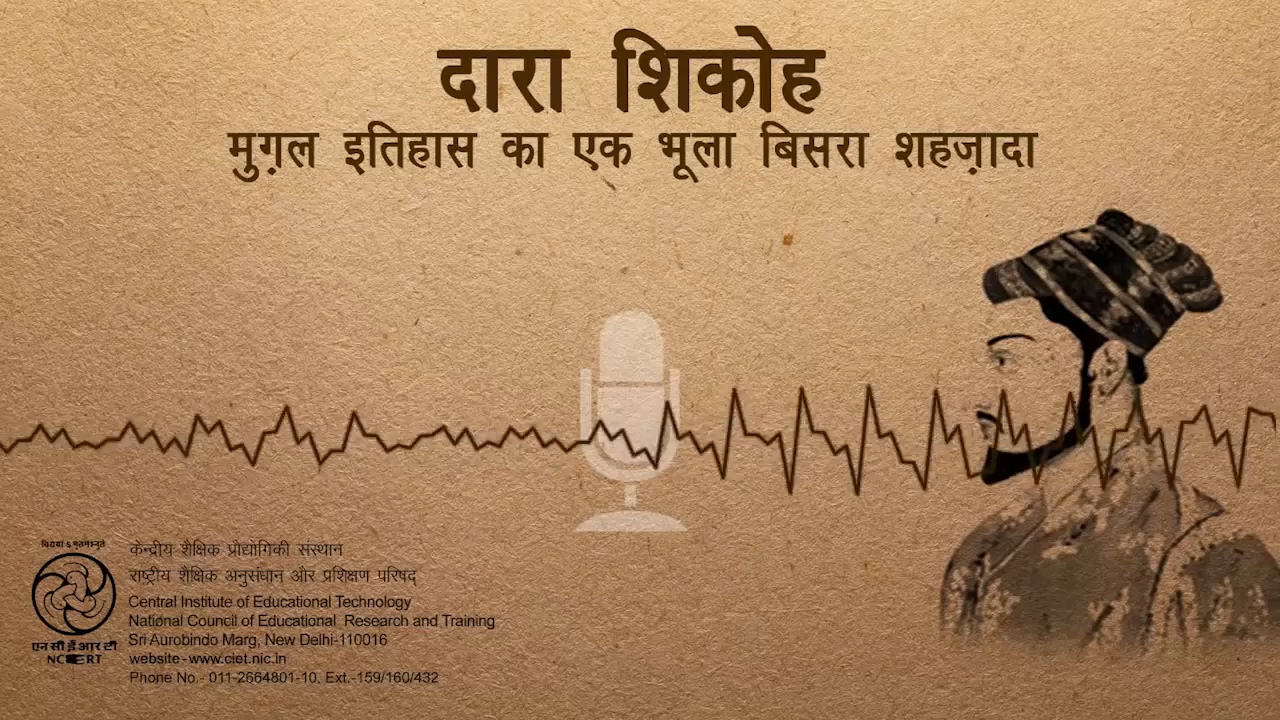 दारा शिकोह
मुग़ल इतिहास का एक भूला बिसरा शहज़ादा
विद्यया ऽ मृतमश्नुते
एन सी ई आर टी
NCERT
केन्द्रीय शैक्षिक प्रौद्योगिकी संस्थान
राष्ट्रीय शैक्षिक अनुसंधान और प्रशिक्षण परिषद्
Central Institute of Educational Technology
National Council of Educational Research and Training
Sri Aurobindo Marg, New Delhi-110016
website - www.ciet.nic.in
Phone No.- 011-2664801-10, Ext.-159/160/432